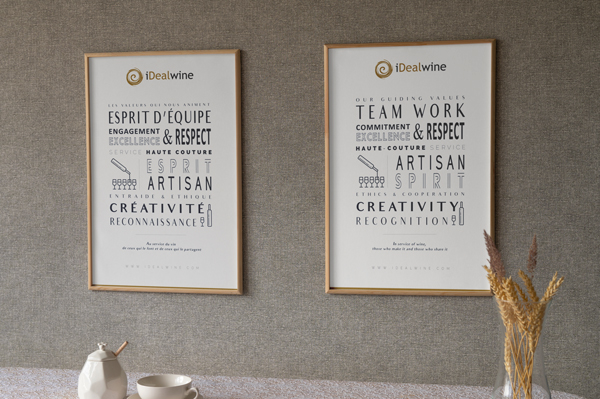 iDealwine
LES VALEURS QUI NOUS ANIMENT
ESPRIT D'ÉQUIPE
ENGAGEMENT
EXCELLENCE & RESPECT
SERVICE HAUTE COUTURE
ESPRIT
ARTISAN
ENTRAIDE & ÉTHIQUE
CRÉATIVITÉ
RECONNAISSANCE
Au service du vin
de ceux qui le font et de ceux qui le partagent
WWW.IDEALWINE.COM
iDealwine
OUR GUIDING VALUES
TEAM WORK
COMMITMENT
EXCELLENCE & RESPECT
HAUTE-COUTURE SERVICE
ARTISAN
SPIRIT
ETHICS & COOPERATION
CREATIVITY
RECOGNITION
In service of wine,
those who make it and those who share it
WWW.IDEALWINE.COM